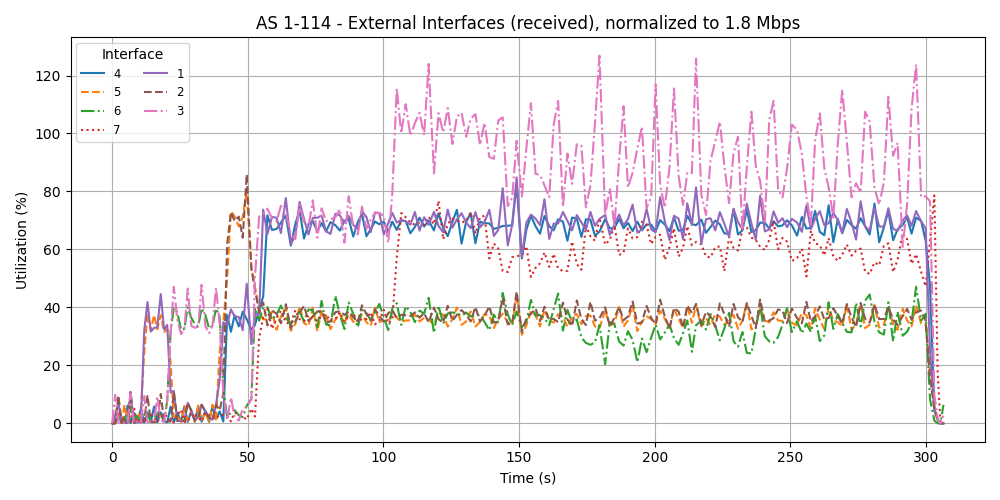 AS 1-114 - External Interfaces (received), normalized to 1.8 Mbps
Interface
4 1
5 2
6 3
7
Utilization (%)
120
100
80
60
40
20
0
0 50 100 150 200 250 300
Time (s)